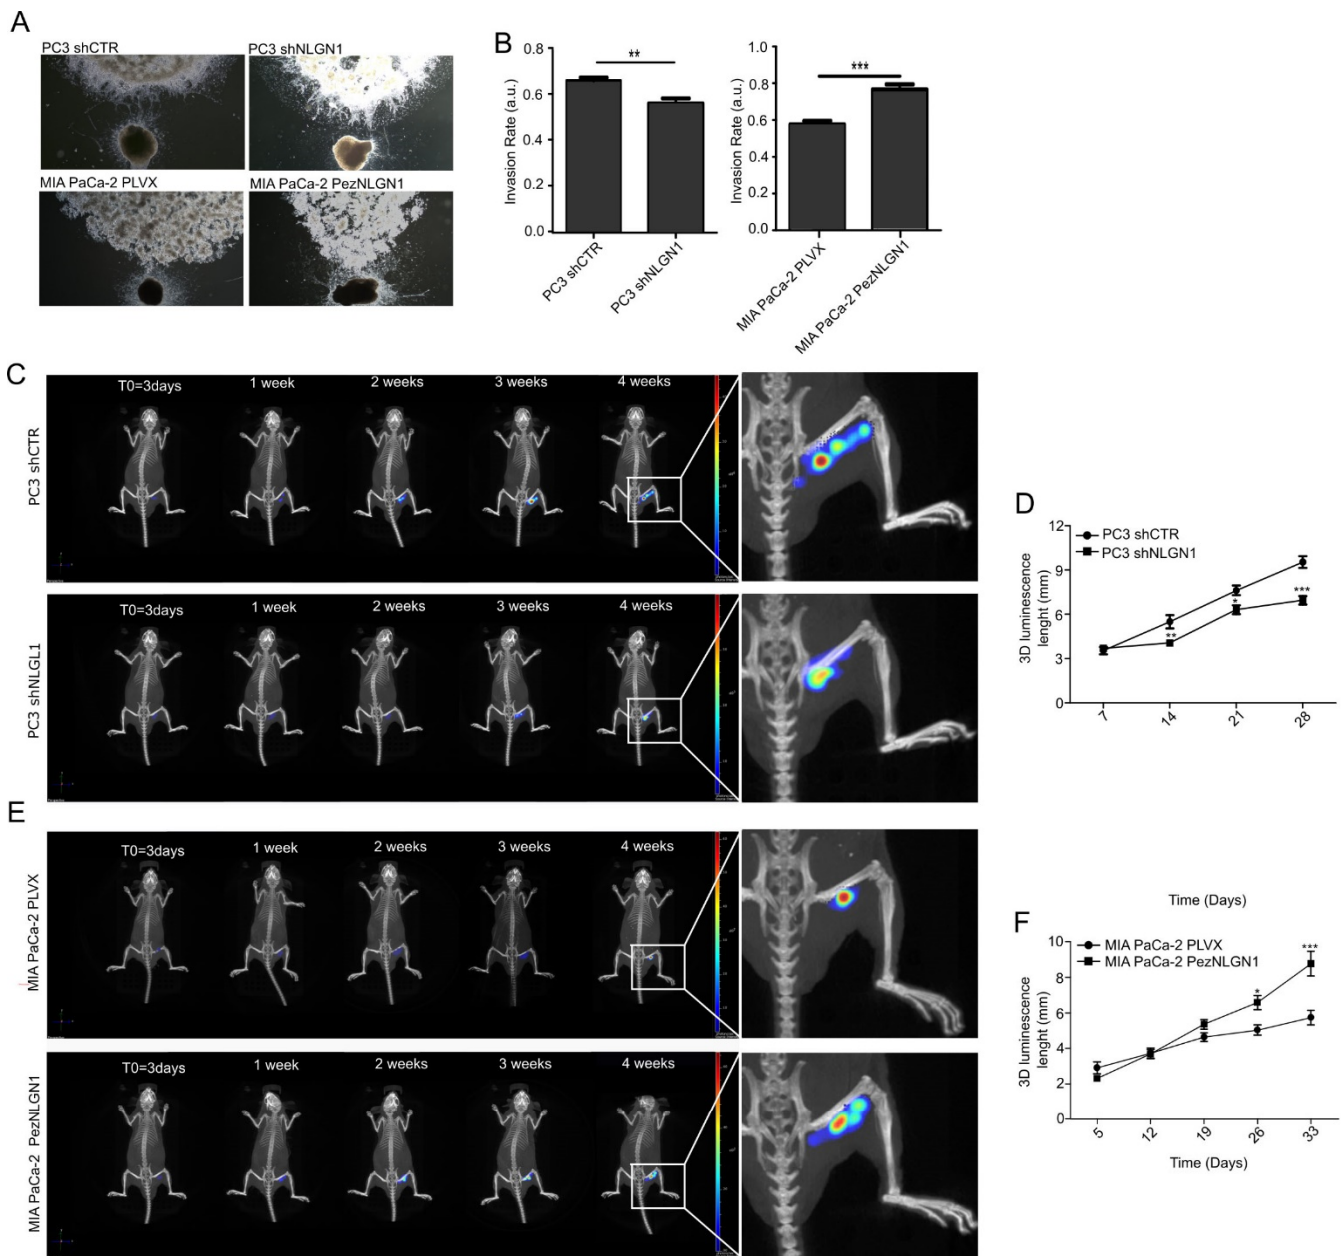 A
PC3 shCTR
PC3 shNLGN1
MIA PaCa-2 PLVX
MIA PaCa-2 PezNLGN1
B
**
Invasion Rate (a.u.)
0.8
0.6
0.4
0.2
0.0
PC3 shCTR
PC3 shNLGN1
***
Invasion Rate (a.u.)
1.0
0.8
0.6
0.4
0.2
0.0
MIA PaCa-2 PLVX
MIA PaCa-2 PezNLGN1
C
PC3 shCTR
T0=3days
1 week
2 weeks
3 weeks
4 weeks
PC3 shNLGL1
T0=3days
1 week
2 weeks
3 weeks
4 weeks
D
PC3 shCTR
PC3 shNLGN1
3D luminescence
lenght (mm)
12
9
6
3
0
**
*
***
7
14
21
28
Time (Days)
E
MIA PaCa-2 PLVX
T0=3days
1 week
2 weeks
3 weeks
4 weeks
MIA PaCa-2 PezNLGN1
T0=3days
1 week
2 weeks
3 weeks
4 weeks
F
MIA PaCa-2 PLVX
MIA PaCa-2 PezNLGN1
3D luminescence
lenght (mm)
10
8
6
4
2
0
*
***
5
12
19
26
33
Time (Days)